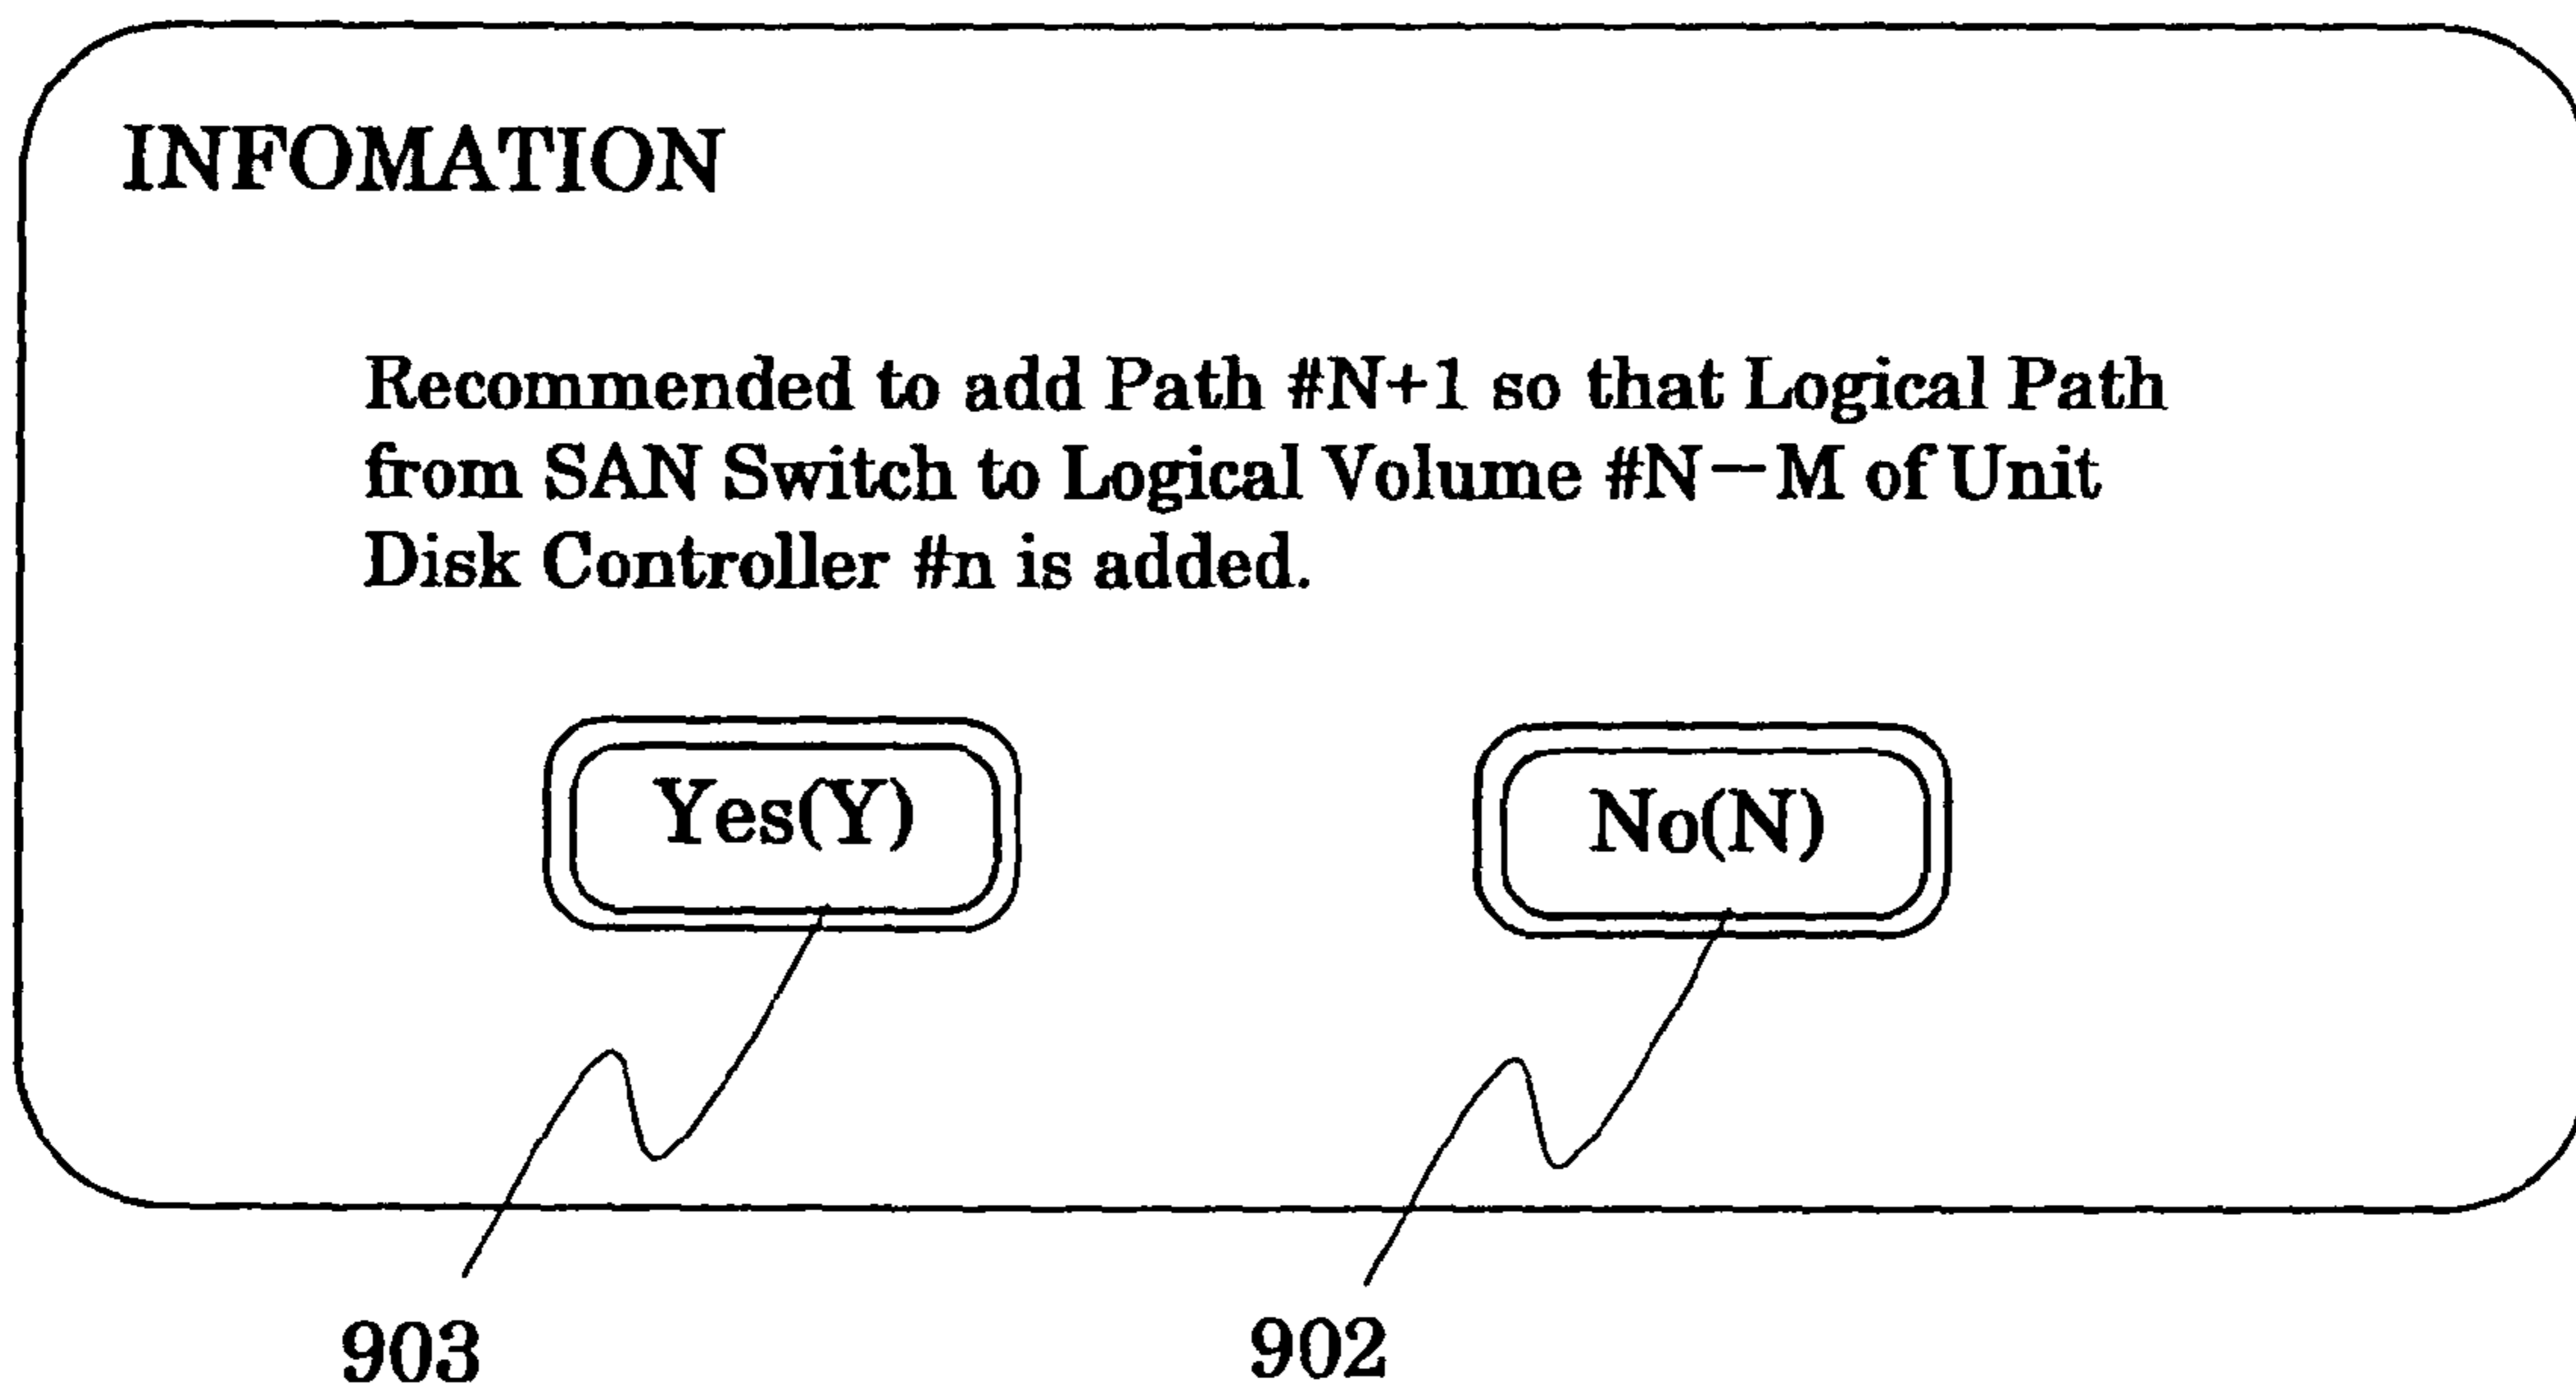 INFOMATION
Recommended to add Path #N+1 so that Logical Path
from SAN Switch to Logical Volume #N−M of Unit
Disk Controller #n is added.
Yes(Y)
No(N)
903
902